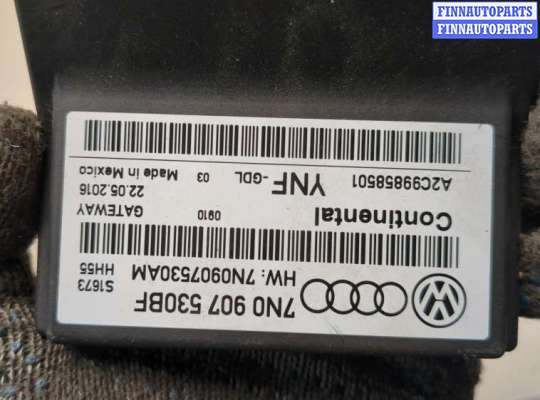 FINNAUTOPARTS
FINNAUTOPARTS
7N0 907 530BF
HW: 7N0907530AM
S1673
HH55
Continental
0910
GATEWAY
YNF -GDL
03
22.05.2016
A2C99858501
Made in Mexico